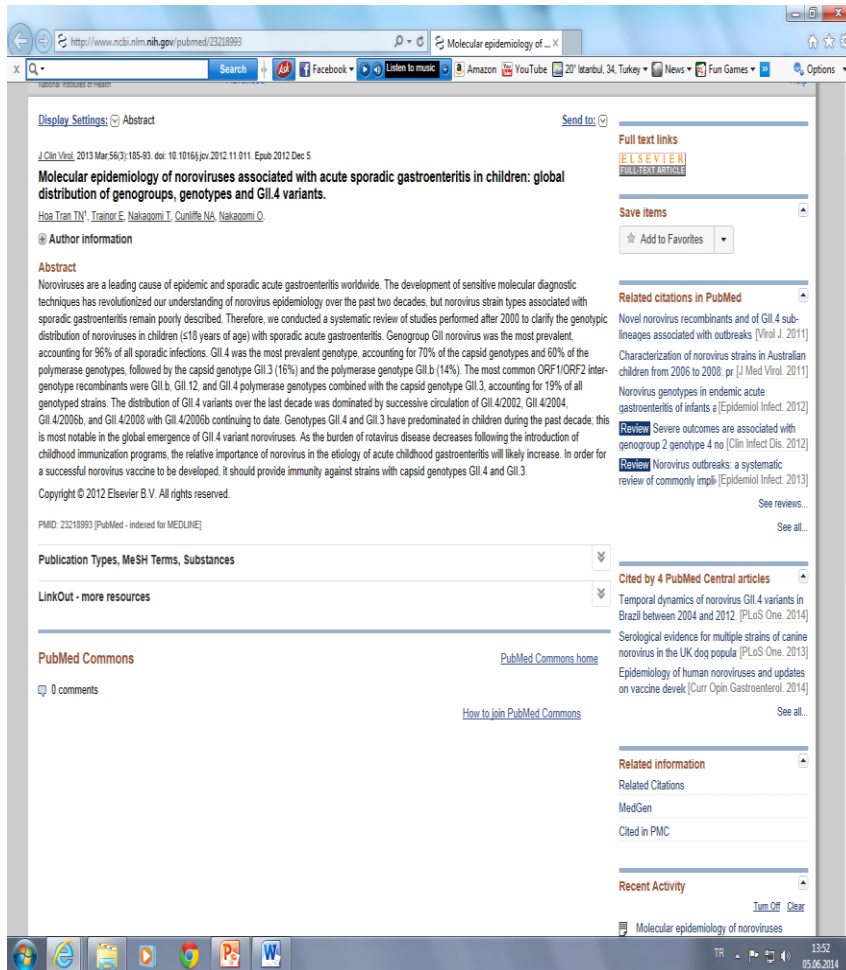 http://www.ncbi.nlm.nih.gov/pubmed/23218993
Molecular epidemiology of ...
x Search Facebook Listen to music Amazon YouTube 20° Istanbul, 34, Turkey News Fun Games Options
National Institutes of Health
Display Settings: Abstract Send to:
J Clin Virol. 2013 Mar;56(3):185-93. doi: 10.1016/j.jcv.2012.11.011. Epub 2012 Dec 5.
Molecular epidemiology of noroviruses associated with acute sporadic gastroenteritis in children: global
distribution of genogroups, genotypes and GII.4 variants.
Hoa Tran TN1, Trainor E, Nakagomi T, Cunliffe NA, Nakagomi O.
Author information
Abstract
Noroviruses are a leading cause of epidemic and sporadic acute gastroenteritis worldwide. The development of sensitive molecular diagnostic
techniques has revolutionized our understanding of norovirus epidemiology over the past two decades, but norovirus strain types associated with
sporadic gastroenteritis remain poorly described. Therefore, we conducted a systematic review of studies performed after 2000 to clarify the genotypic
distribution of noroviruses in children (≤18 years of age) with sporadic acute gastroenteritis. Genogroup GII norovirus was the most prevalent,
accounting for 96% of all sporadic infections. GII.4 was the most prevalent genotype, accounting for 70% of the capsid genotypes and 60% of the
polymerase genotypes, followed by the capsid genotype GII.3 (16%) and the polymerase genotype GII.b (14%). The most common ORF1/ORF2 inter-
genotype recombinants were GII.b, GII.12, and GII.4 polymerase genotypes combined with the capsid genotype GII.3, accounting for 19% of all
genotyped strains. The distribution of GII.4 variants over the last decade was dominated by successive circulation of GII.4/2002, GII.4/2004,
GII.4/2006b, and GII.4/2008 with GII.4/2006b continuing to date. Genotypes GII.4 and GII.3 have predominated in children during the past decade; this
is most notable in the global emergence of GII.4 variant noroviruses. As the burden of rotavirus disease decreases following the introduction of
childhood immunization programs, the relative importance of norovirus in the etiology of acute childhood gastroenteritis will likely increase. In order for
a successful norovirus vaccine to be developed, it should provide immunity against strains with capsid genotypes GII.4 and GII.3.
Copyright © 2012 Elsevier B.V. All rights reserved.
PMID: 23218993 [PubMed - indexed for MEDLINE]
Publication Types, MeSH Terms, Substances
LinkOut - more resources
PubMed Commons PubMed Commons home
0 comments
How to join PubMed Commons
Full text links
ELSEVIER
FULL-TEXT ARTICLE
Save items
Add to Favorites
Related citations in PubMed
Novel norovirus recombinants and of GII.4 sub-
lineages associated with outbreaks [Virol J. 2011]
Characterization of norovirus strains in Australian
children from 2006 to 2008: pr [J Med Virol. 2011]
Norovirus genotypes in endemic acute
gastroenteritis of infants a [Epidemiol Infect. 2012]
Review Severe outcomes are associated with
genogroup 2 genotype 4 no [Clin Infect Dis. 2012]
Review Norovirus outbreaks: a systematic
review of commonly impli [Epidemiol Infect. 2013]
See reviews...
See all...
Cited by 4 PubMed Central articles
Temporal dynamics of norovirus GII.4 variants in
Brazil between 2004 and 2012. [PLoS One. 2014]
Serological evidence for multiple strains of canine
norovirus in the UK dog popula [PLoS One. 2013]
Epidemiology of human noroviruses and updates
on vaccine develo [Curr Opin Gastroenterol. 2014]
See all...
Related information
Related Citations
MedGen
Cited in PMC
Recent Activity
Turn Off Clear
Molecular epidemiology of noroviruses
TR 13:52
05.06.2014